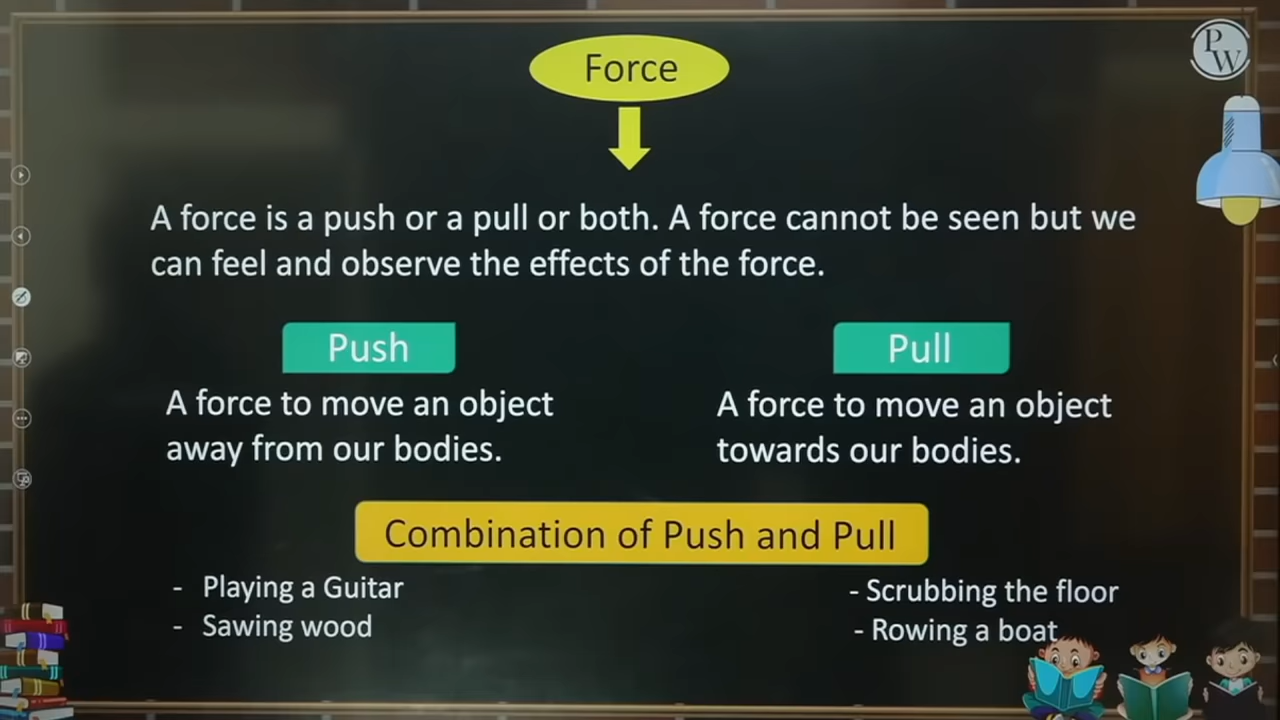 Force
PW
A force is a push or a pull or both. A force cannot be seen but we
can feel and observe the effects of the force.
Push
A force to move an object
away from our bodies.
Pull
A force to move an object
towards our bodies.
Combination of Push and Pull
- Playing a Guitar
- Sawing wood
- Scrubbing the floor
- Rowing a boat